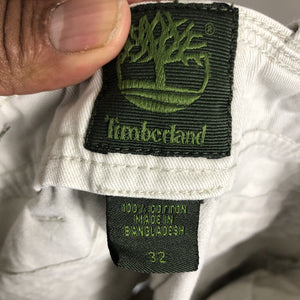 Timberland
100% COTTON
MADE IN
BANGLADESH
32